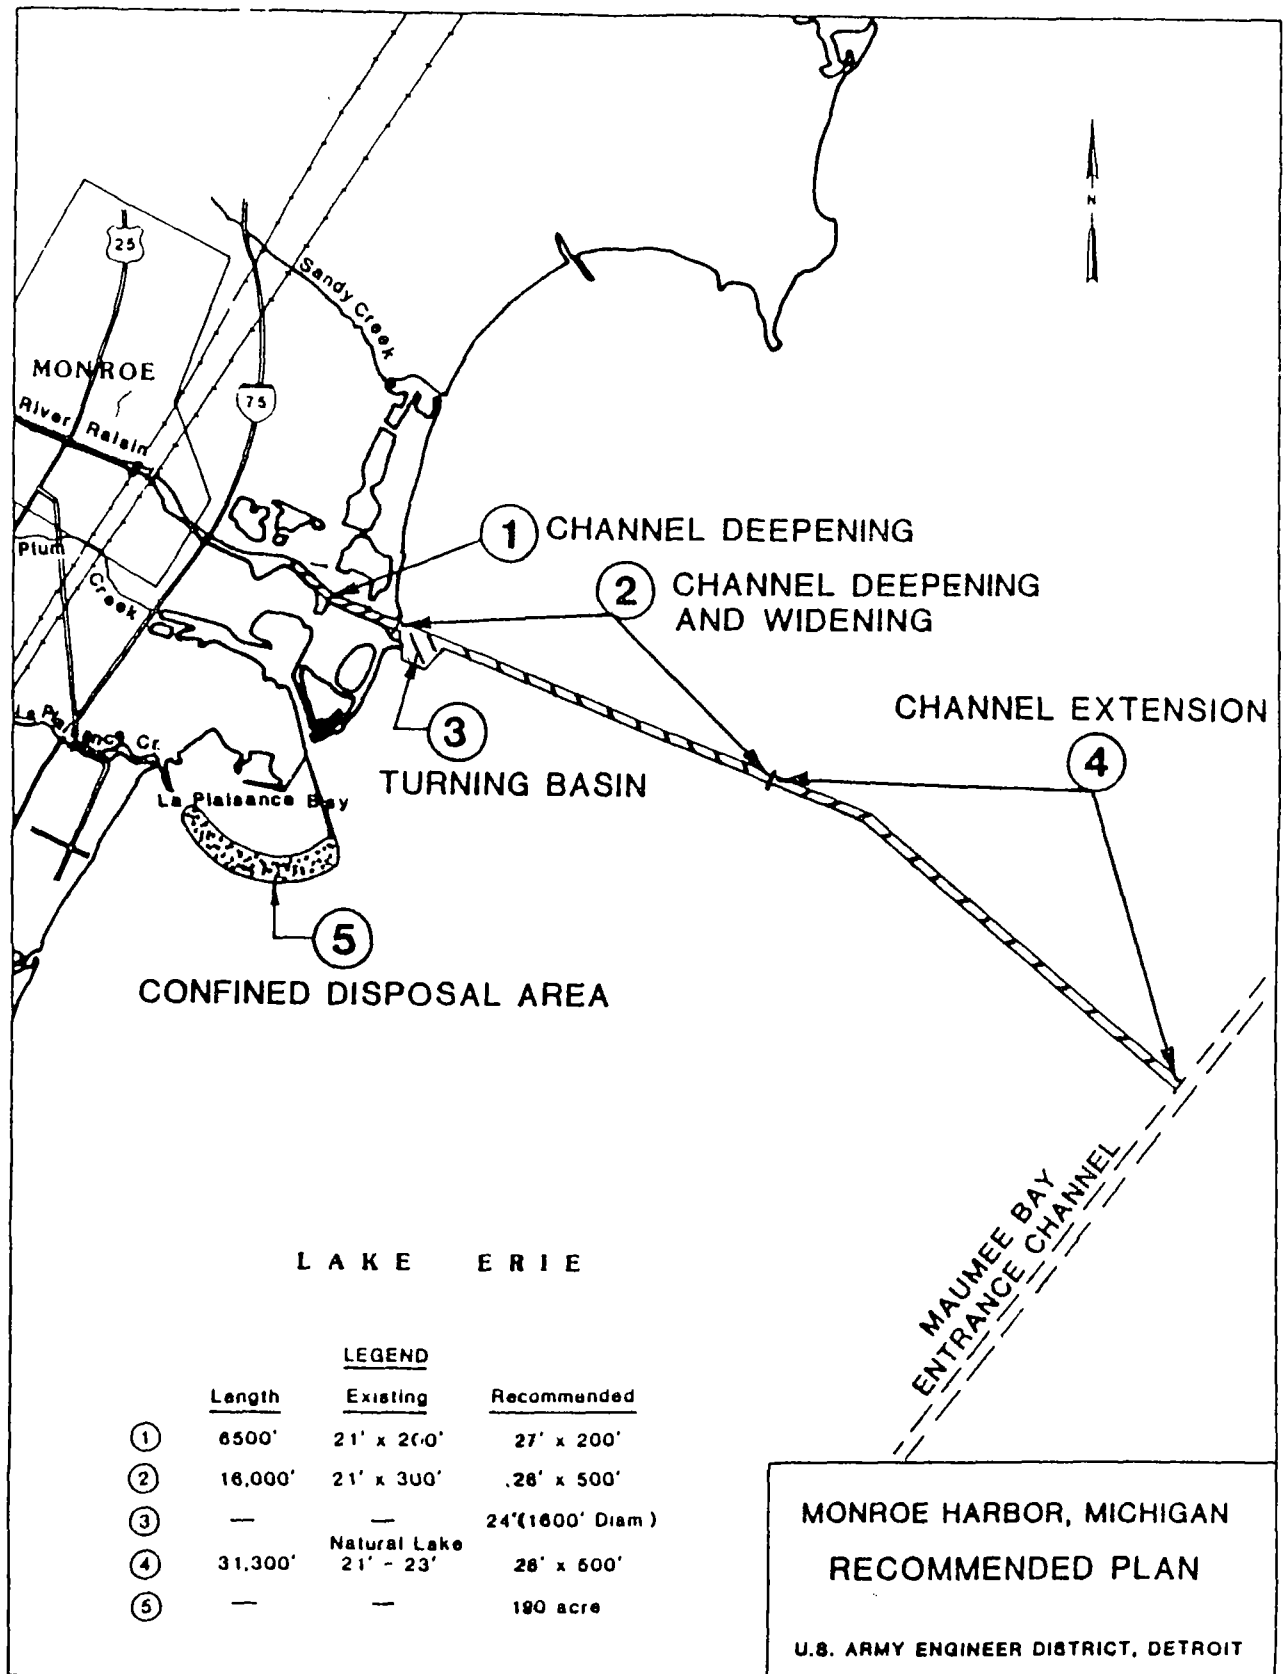 N
25
75
MONROE
River Raisin
Sandy Creek
Plum
Creek
La Plaisance Cr.
La Plaisance Bay
1 CHANNEL DEEPENING
2 CHANNEL DEEPENING
AND WIDENING
3
TURNING BASIN
CHANNEL EXTENSION
4
5
CONFINED DISPOSAL AREA
MAUMEE BAY
ENTRANCE CHANNEL
LAKE ERIE
LEGEND
Length Existing Recommended
1 6500' 21' x 200' 27' x 200'
2 16,000' 21' x 300' 28' x 500'
3 — — 24'(1600' Diam)
Natural Lake
4 31,300' 21' - 23' 28' x 500'
5 — — 190 acre
MONROE HARBOR, MICHIGAN
RECOMMENDED PLAN
U.S. ARMY ENGINEER DISTRICT, DETROIT